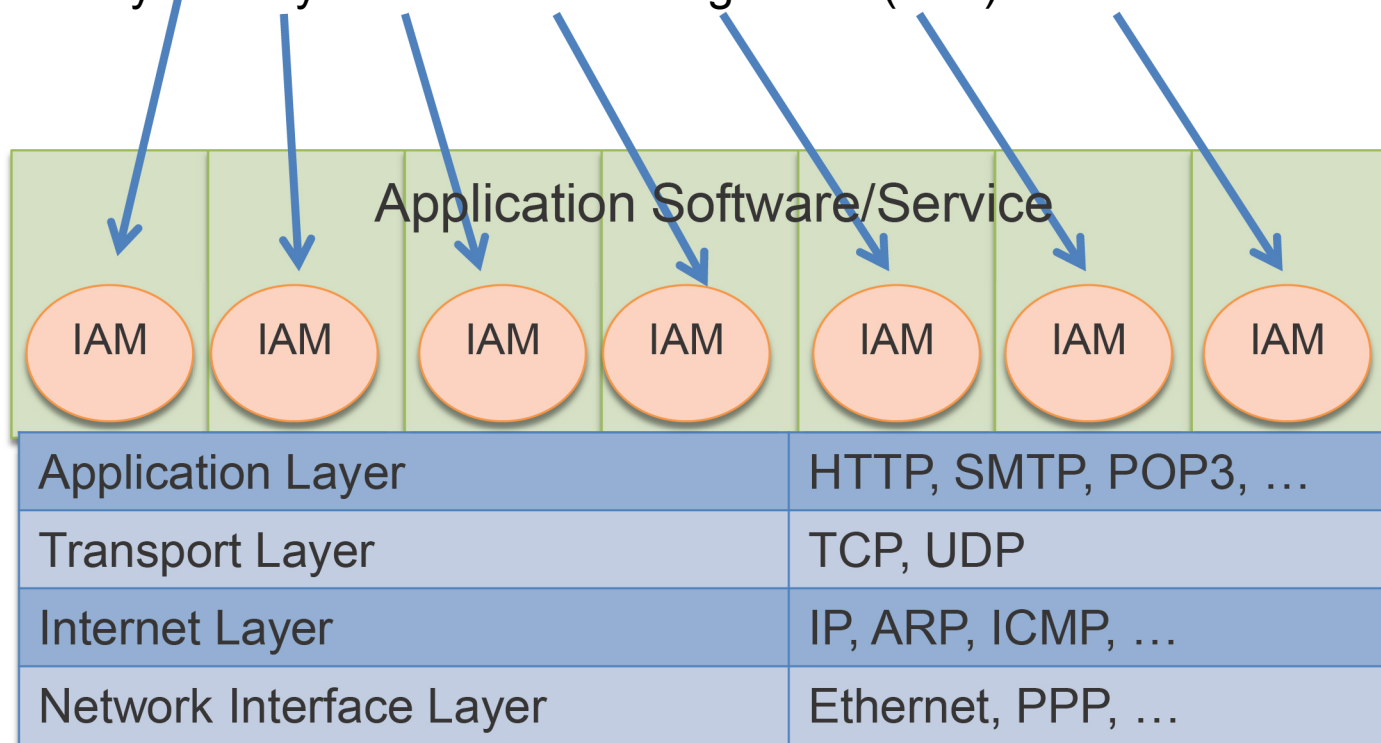 Application Software/Service
IAM IAM IAM IAM IAM IAM IAM
Application Layer HTTP, SMTP, POP3, …
Transport Layer TCP, UDP
Internet Layer IP, ARP, ICMP, …
Network Interface Layer Ethernet, PPP, …